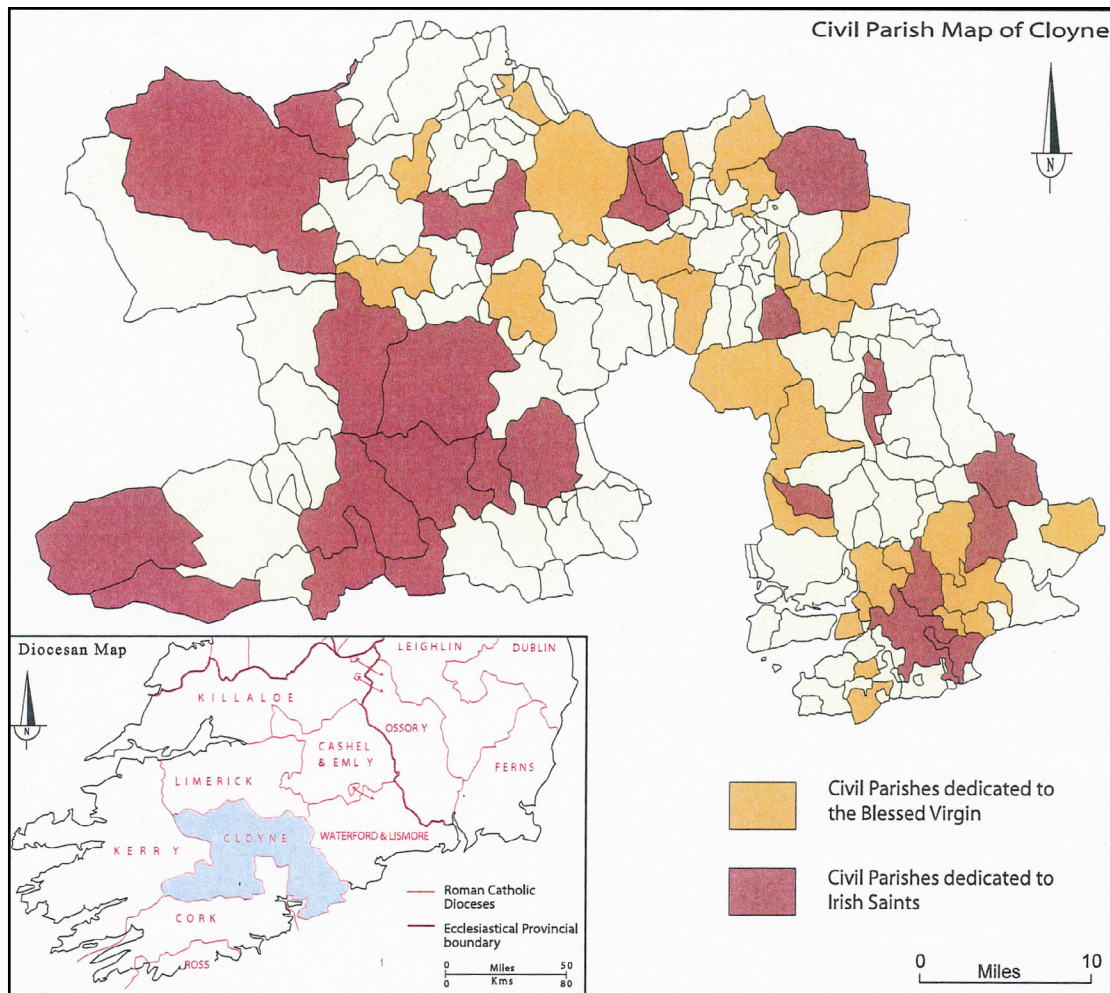 Civil Parish Map of Cloyne
N
Civil Parishes dedicated to
the Blessed Virgin
Civil Parishes dedicated to
Irish Saints
0 10
Miles
Diocesan Map
N
LEIGHLIN
DUBLIN
KILLALOE
OSSORY
CASHEL
& EMLY
FERNS
LIMERICK
CLOYNE
WATERFORD & LISMORE
KERRY
CORK
ROSS
Roman Catholic
Dioceses
Ecclesiastical Provincial
boundary
0 Miles 50
0 Kms 80